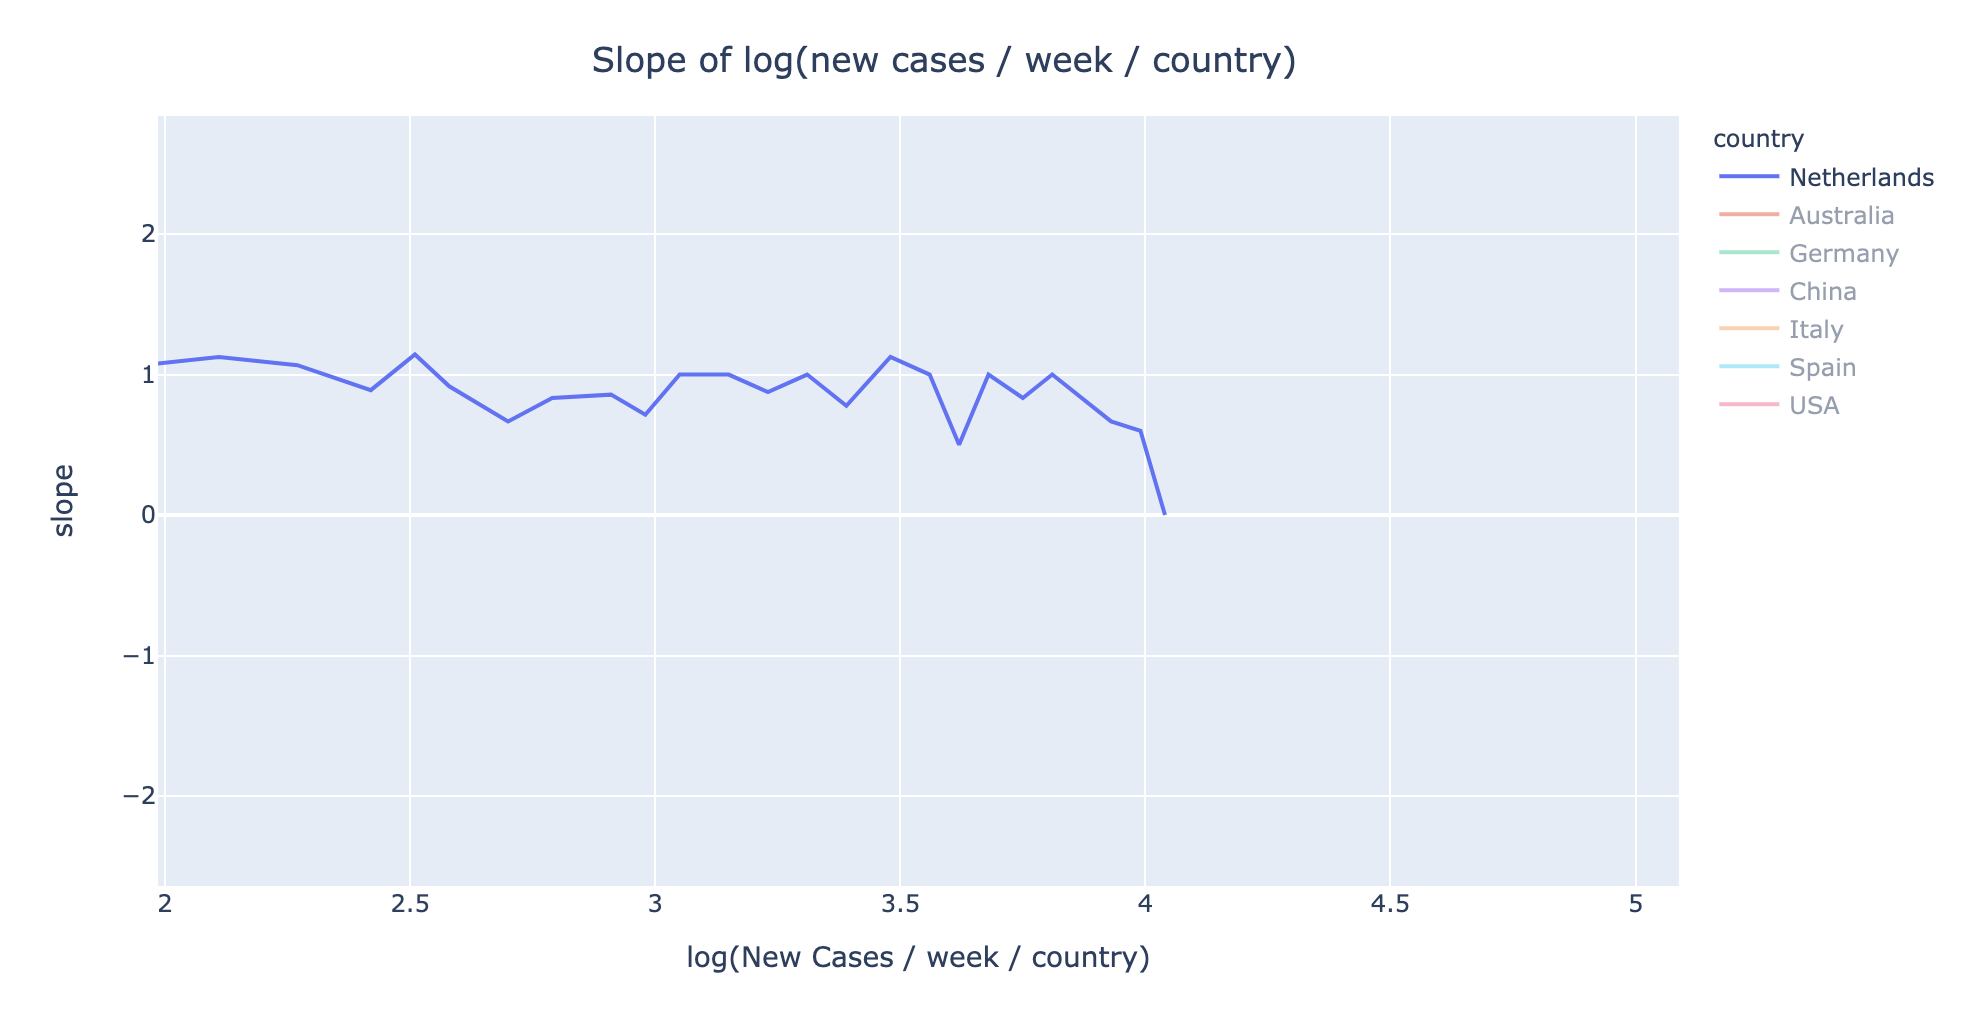 Slope of log(new cases / week / country)
country
Netherlands
Australia
Germany
China
Italy
Spain
USA
slope
2
1
0
−1
−2
2 2.5 3 3.5 4 4.5 5
log(New Cases / week / country)